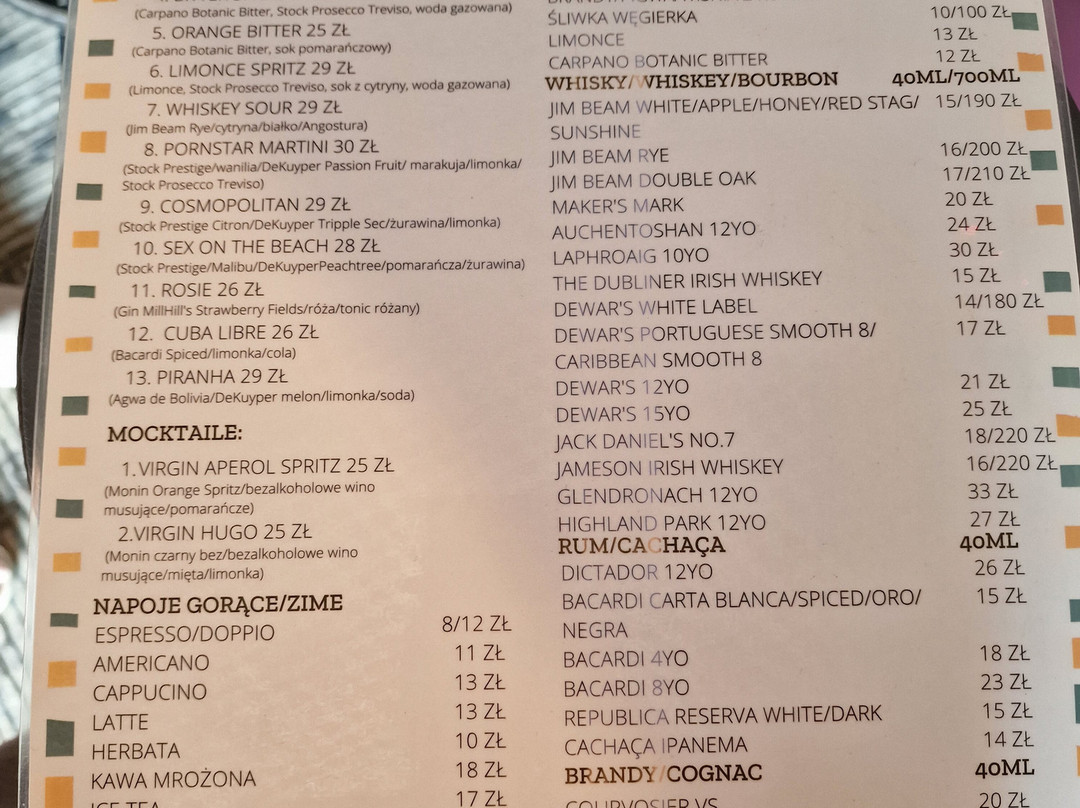 (Carpano Botanic Bitter, Stock Prosecco Treviso, woda gazowana)
5. ORANGE BITTER 25 ZŁ
(Carpano Botanic Bitter, sok pomarańczowy)
6. LIMONCE SPRITZ 29 ZŁ
(Limonce, Stock Prosecco Treviso, sok z cytryny, woda gazowana)
7. WHISKEY SOUR 29 ZŁ
(Jim Beam Rye/cytryna/białko/Angostura)
8. PORNSTAR MARTINI 30 ZŁ
(Stock Prestige/wanilia/DeKuyper Passion Fruit/ marakuja/limonka/
Stock Prosecco Treviso)
9. COSMOPOLITAN 29 ZŁ
(Stock Prestige Citron/DeKuyper Tripple Sec/żurawina/limonka)
10. SEX ON THE BEACH 28 ZŁ
(Stock Prestige/Malibu/DeKuyperPeachtree/pomarańcza/żurawina)
11. ROSIE 26 ZŁ
(Gin MillHill's Strawberry Fields/róża/tonic różany)
12. CUBA LIBRE 26 ZŁ
(Bacardi Spiced/limonka/cola)
13. PIRANHA 29 ZŁ
(Agwa de Bolivia/DeKuyper melon/limonka/soda)
MOCKTAILE:
1.VIRGIN APEROL SPRITZ 25 ZŁ
(Monin Orange Spritz/bezalkoholowe wino
musujące/pomarańcze)
2.VIRGIN HUGO 25 ZŁ
(Monin czarny bez/bezalkoholowe wino
musujące/mięta/limonka)
NAPOJE GORĄCE/ZIME
ESPRESSO/DOPPIO 8/12 ZŁ
AMERICANO 11 ZŁ
CAPPUCINO 13 ZŁ
LATTE 13 ZŁ
HERBATA 10 ZŁ
KAWA MROŻONA 18 ZŁ
ICE TEA 17 ZŁ
ŚLIWKA WĘGIERKA 10/100 ZŁ
LIMONCE 13 ZŁ
CARPANO BOTANIC BITTER 12 ZŁ
WHISKY/WHISKEY/BOURBON 40ML/700ML
JIM BEAM WHITE/APPLE/HONEY/RED STAG/ 15/190 ZŁ
SUNSHINE
JIM BEAM RYE 16/200 ZŁ
JIM BEAM DOUBLE OAK 17/210 ZŁ
MAKER'S MARK 20 ZŁ
AUCHENTOSHAN 12YO 24 ZŁ
LAPHROAIG 10YO 30 ZŁ
THE DUBLINER IRISH WHISKEY 15 ZŁ
DEWAR'S WHITE LABEL 14/180 ZŁ
DEWAR'S PORTUGUESE SMOOTH 8/ 17 ZŁ
CARIBBEAN SMOOTH 8
DEWAR'S 12YO 21 ZŁ
DEWAR'S 15YO 25 ZŁ
JACK DANIEL'S NO.7 18/220 ZŁ
JAMESON IRISH WHISKEY 16/220 ZŁ
GLENDRONACH 12YO 33 ZŁ
HIGHLAND PARK 12YO 27 ZŁ
RUM/CACHAÇA 40ML
DICTADOR 12YO 26 ZŁ
BACARDI CARTA BLANCA/SPICED/ORO/ 15 ZŁ
NEGRA
BACARDI 4YO 18 ZŁ
BACARDI 8YO 23 ZŁ
REPUBLICA RESERVA WHITE/DARK 15 ZŁ
CACHAÇA IPANEMA 14 ZŁ
BRANDY/COGNAC 40ML
COURVOSIER VS 20 ZŁ